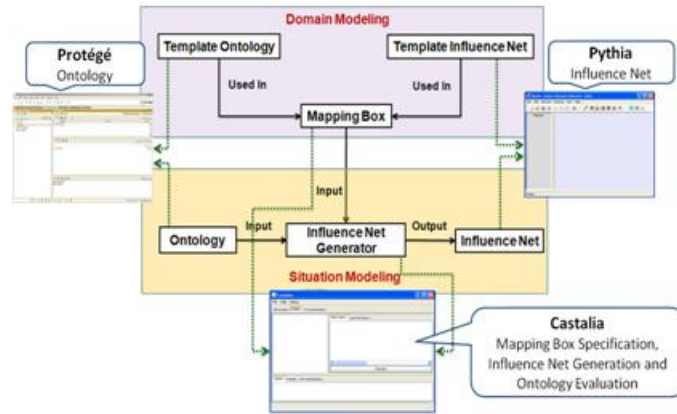 Domain Modeling
Protégé
Ontology
Template Ontology
Template Influence Net
Pythia
Influence Net
Used In
Used In
Mapping Box
Input
Input
Output
Ontology
Influence Net
Generator
Influence Net
Situation Modeling
Castalia
Mapping Box Specification,
Influence Net Generation and
Ontology Evaluation